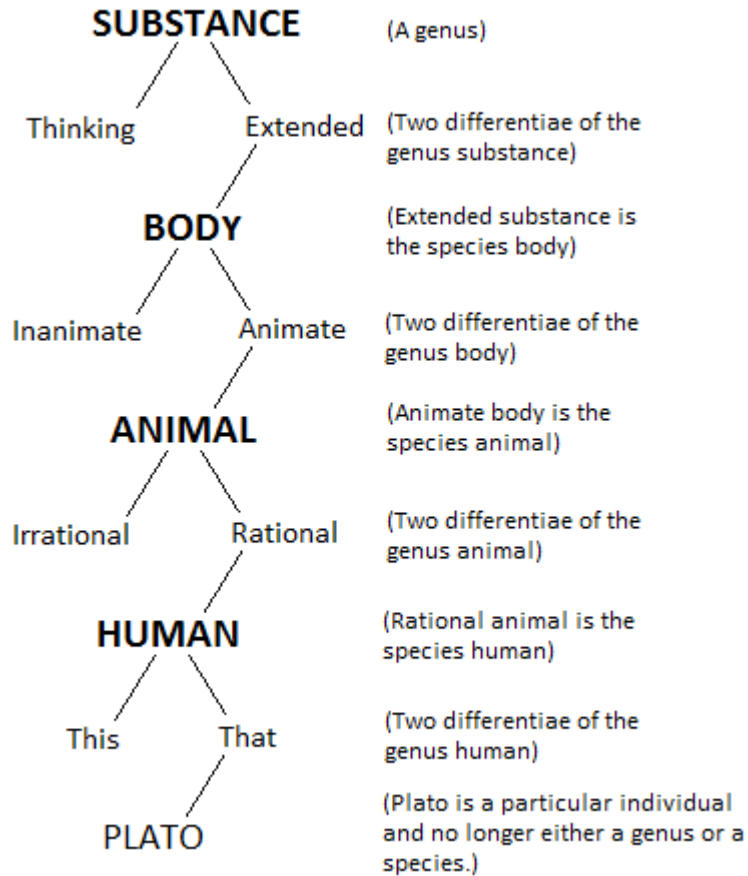 SUBSTANCE (A genus)
Thinking Extended (Two differentiae of the
genus substance)
BODY (Extended substance is
the species body)
Inanimate Animate (Two differentiae of the
genus body)
ANIMAL (Animate body is the
species animal)
Irrational Rational (Two differentiae of the
genus animal)
HUMAN (Rational animal is the
species human)
This That (Two differentiae of the
genus human)
PLATO (Plato is a particular individual
and no longer either a genus or a
species.)